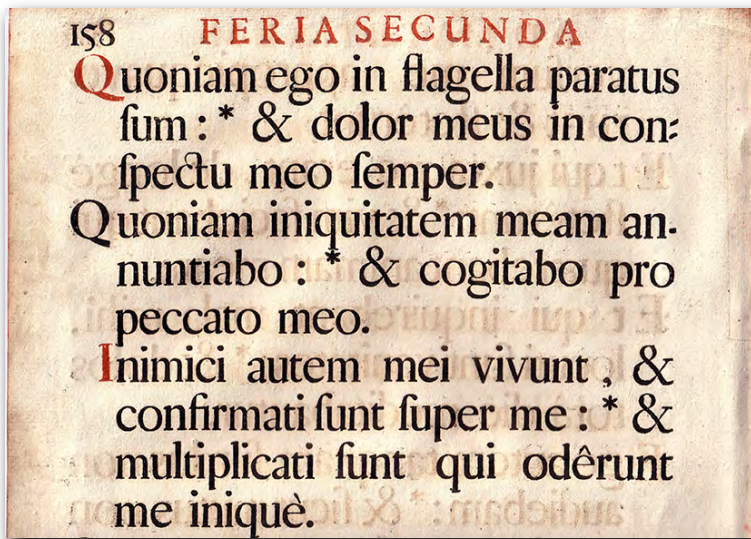 158 FERIA SECUNDA
Quoniam ego in flagella paratus
ſum : * & dolor meus in con⸗
ſpectu meo ſemper.
Quoniam iniquitatem meam an-
nuntiabo : * & cogitabo pro
peccato meo.
Inimici autem mei vivunt , &
confirmati ſunt ſuper me : * &
multiplicati ſunt qui odêrunt
me iniquè.